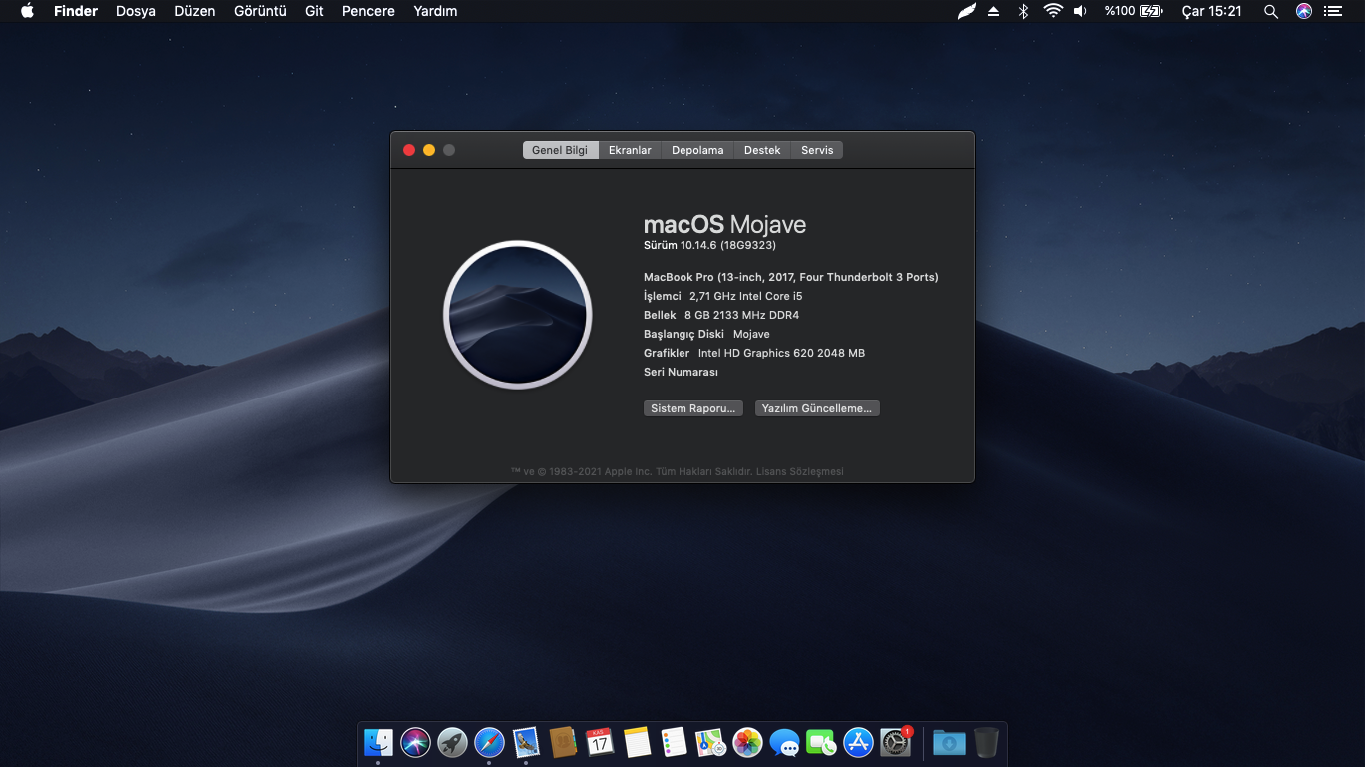 Finder Dosya Düzen Görüntü Git Pencere Yardım %100 Çar 15:21
Genel Bilgi Ekranlar Depolama Destek Servis
macOS Mojave
Sürüm 10.14.6 (18G9323)
MacBook Pro (13-inch, 2017, Four Thunderbolt 3 Ports)
İşlemci 2,71 GHz Intel Core i5
Bellek 8 GB 2133 MHz DDR4
Başlangıç Diski Mojave
Grafikler Intel HD Graphics 620 2048 MB
Seri Numarası
Sistem Raporu... Yazılım Güncelleme...
™ ve © 1983-2021 Apple Inc. Tüm Hakları Saklıdır. Lisans Sözleşmesi
KAS
17
1